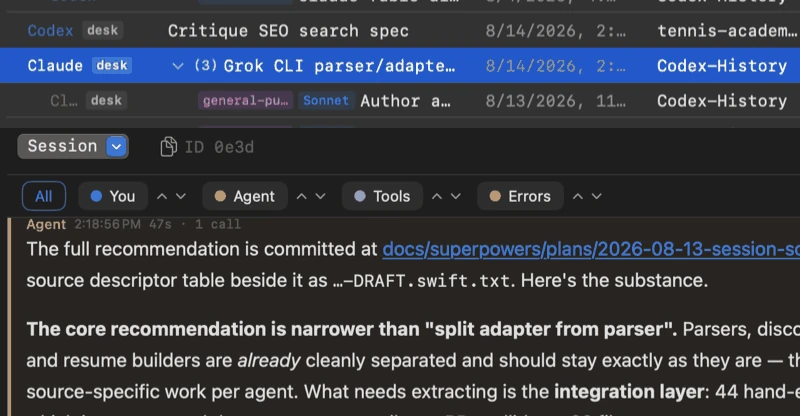 Codex desk Critique SEO search spec 8/14/2026, 2:… tennis-academ…
Claude desk (3) Grok CLI parser/adapte… 8/14/2026, 2:… Codex-History
Cl… desk general-pu… Sonnet Author a… 8/13/2026, 11… Codex-History
Session ID 0e3d
All You Agent Tools Errors
Agent 2:18:56 PM 47s · 1 call
The full recommendation is committed at docs/superpowers/plans/2026-08-13-session-so
source descriptor table beside it as …-DRAFT.swift.txt. Here's the substance.
The core recommendation is narrower than "split adapter from parser". Parsers, disco
and resume builders are already cleanly separated and should stay exactly as they are — th
source-specific work per agent. What needs extracting is the integration layer: 44 hand-e